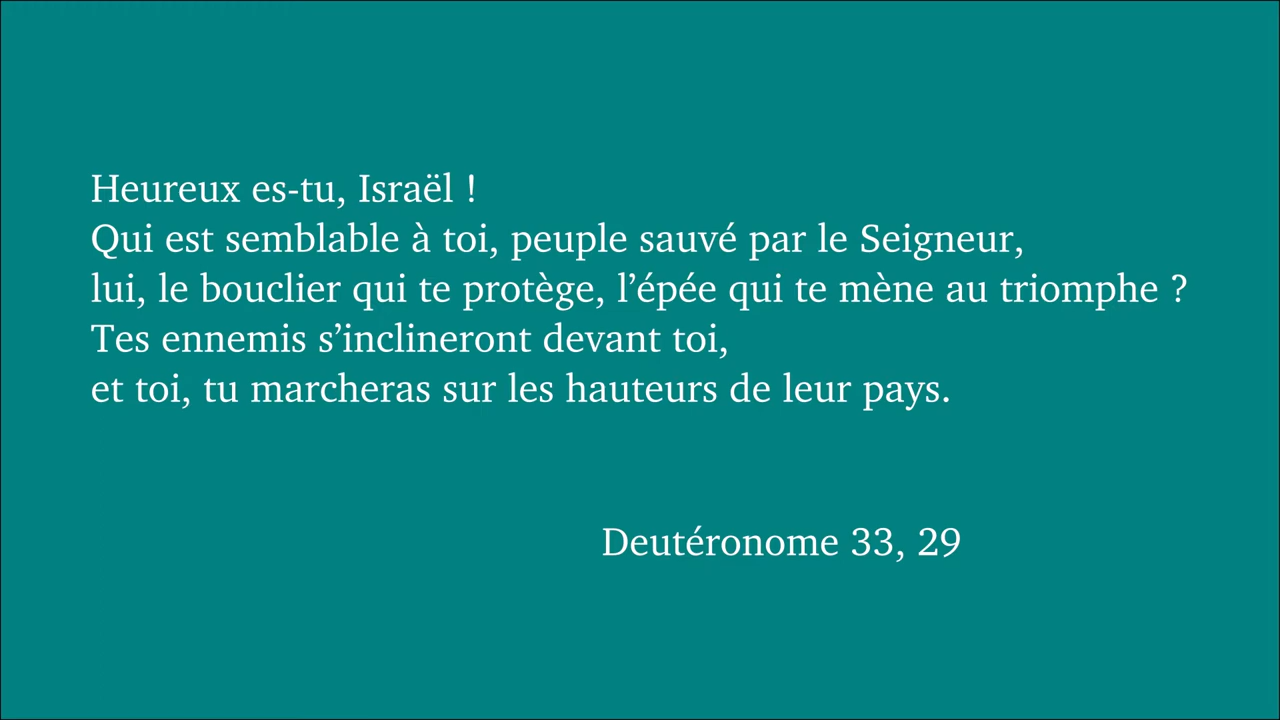 Heureux es-tu, Israël !
Qui est semblable à toi, peuple sauvé par le Seigneur,
lui, le bouclier qui te protège, l’épée qui te mène au triomphe ?
Tes ennemis s’inclineront devant toi,
et toi, tu marcheras sur les hauteurs de leur pays.
Deutéronome 33, 29